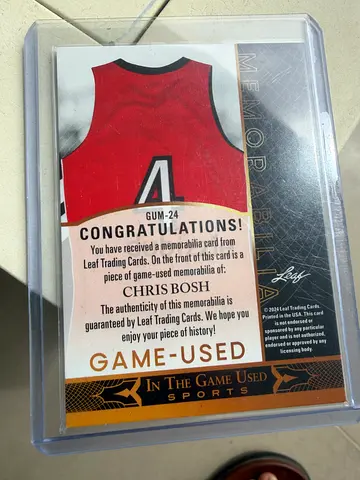 MEMORABILIA
4
GUM-24
CONGRATULATIONS!
You have received a memorabilia card from
Leaf Trading Cards. On the front of this card is a
piece of game-used memorabilia of:
CHRIS BOSH
The authenticity of this memorabilia is
guaranteed by Leaf Trading Cards. We hope you
enjoy your piece of history!
GAME-USED
Leaf
© 2024 Leaf Trading Cards.
Printed in the USA. This card
is not endorsed or
sponsored by any particular
player and is not authorized,
endorsed or approved by any
licensing body.
IN THE GAME USED
SPORTS